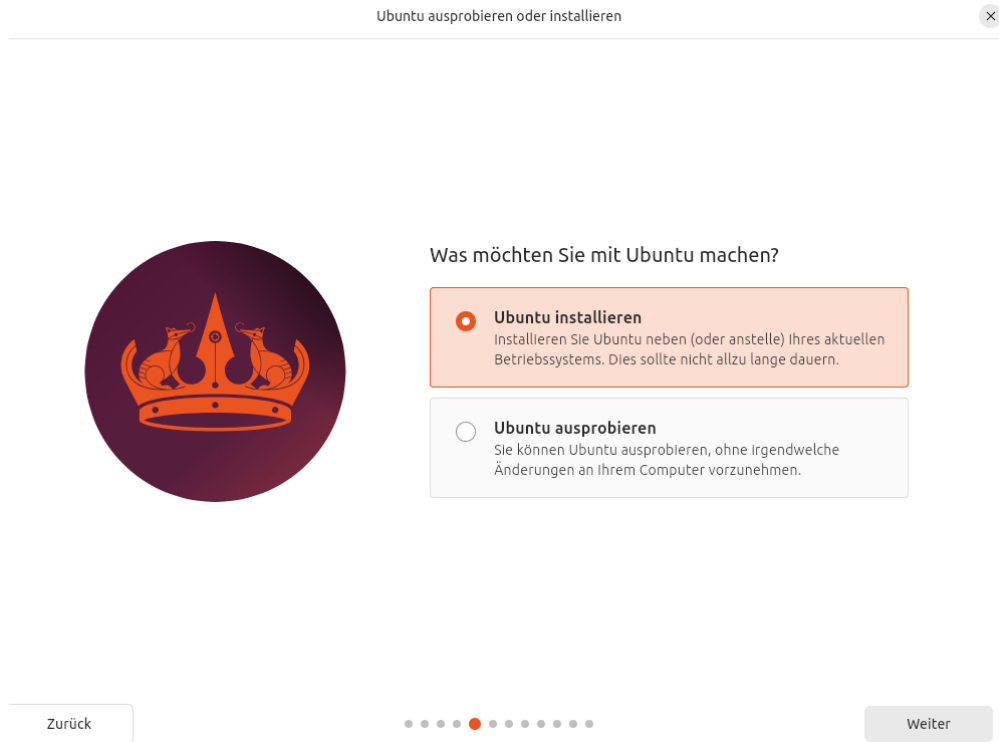 Ubuntu ausprobieren oder installieren
Was möchten Sie mit Ubuntu machen?
Ubuntu installieren
Installieren Sie Ubuntu neben (oder anstelle) Ihres aktuellen
Betriebssystems. Dies sollte nicht allzu lange dauern.
Ubuntu ausprobieren
Sie können Ubuntu ausprobieren, ohne irgendwelche
Änderungen an Ihrem Computer vorzunehmen.
Zurück
Weiter